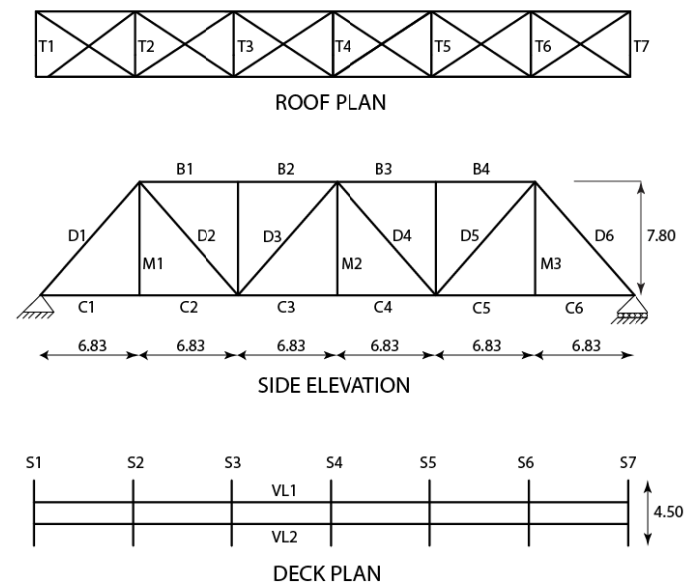 T1 T2 T3 T4 T5 T6 T7
ROOF PLAN
B1 B2 B3 B4
7.80
D1 D2 D3 D4 D5 D6
M1 M2 M3
C1 C2 C3 C4 C5 C6
6.83 6.83 6.83 6.83 6.83 6.83
SIDE ELEVATION
S1 S2 S3 S4 S5 S6 S7
VL1
4.50
VL2
DECK PLAN